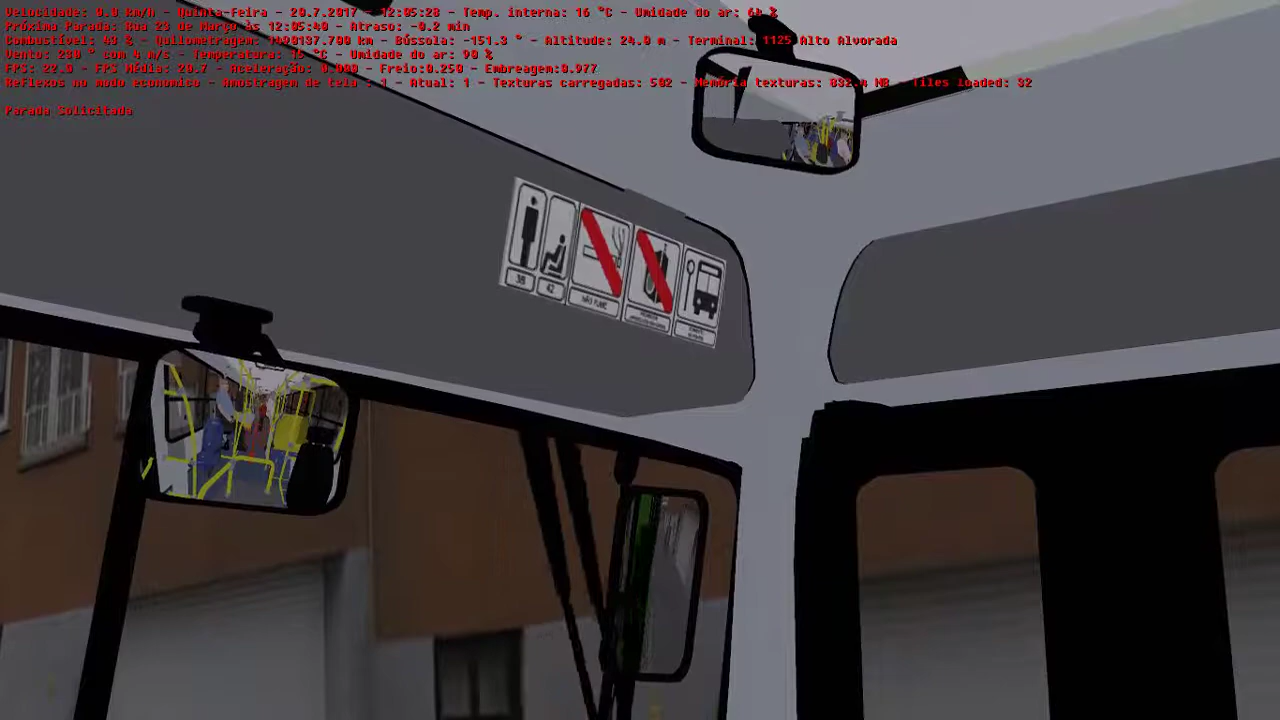 Velocidade: 0.0 km/h - Quinta-Feira - 20.7.2017 - 12:05:28 - Temp. interna: 16 °C - Umidade do ar: 64 %
Próxima Parada: Rua 23 de Março às 12:05:40 - Atraso: -0.2 min
Combustível: 43 % - Quilometragem: km - Bússola: -151.3 ° - Altitude: 24.0 m - Terminal: 1125 Alto Alvorada
Vento: 290 ° com 4 m/s - Temperatura: 15 °C - Umidade do ar: 90 %
FPS: 22.0 - FPS Média: 20.7 - Aceleração: 0.000 - Freio:0.250 - Embreagem:0.977
Reflexos no modo economico - Amostragem de tela : 1 - Atual: 1 - Texturas carregadas: 502 - Memória texturas: 892.4 MB - Tiles loaded: 32
Parada Solicitada
38 42 NÃO FUME